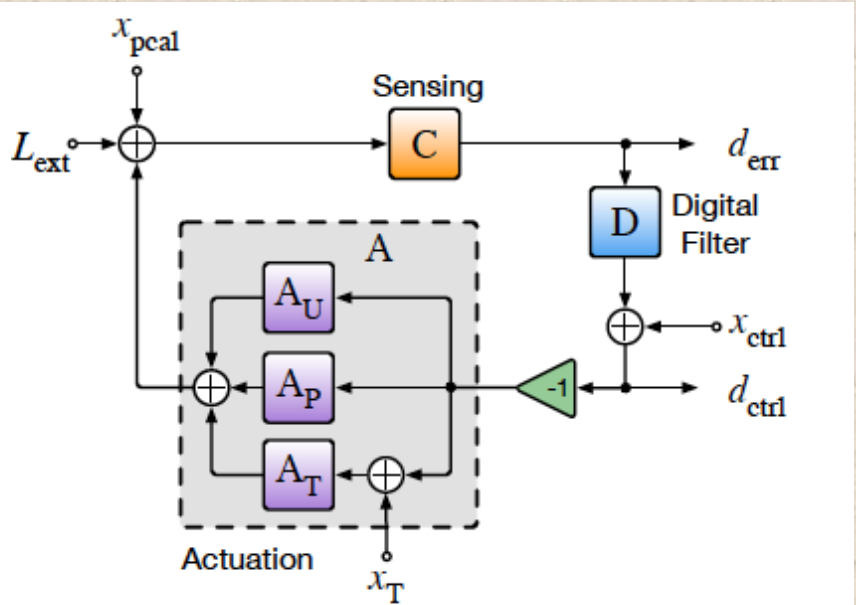 x_pcal
Sensing
L_ext
C
d_err
D
Digital
Filter
A
A_U
x_ctrl
A_P
-1
d_ctrl
A_T
Actuation
x_T